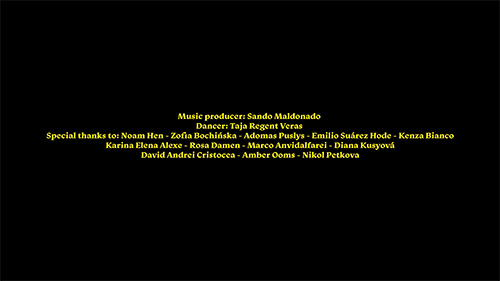 Music producer: Sando Maldonado
Dancer: Taja Regent Veras
Special thanks to: Noam Hen - Zofia Bochińska - Adomas Puslys - Emilio Suárez Hode - Kenza Bianco
Karina Elena Alexe - Rosa Damen - Marco Anvidalfarei - Diana Kusyová
David Andrei Cristocea - Amber Ooms - Nikol Petkova